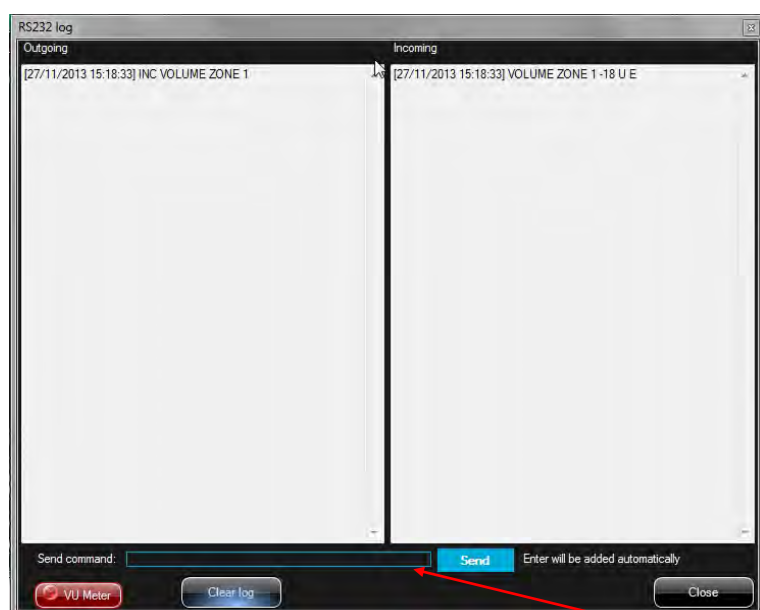 RS232 log
Outgoing
Incoming
[27/11/2013 15:18:33] INC VOLUME ZONE 1
[27/11/2013 15:18:33] VOLUME ZONE 1 -18 U E
Send command:
Send
Enter will be added automatically
VU Meter
Clear log
Close